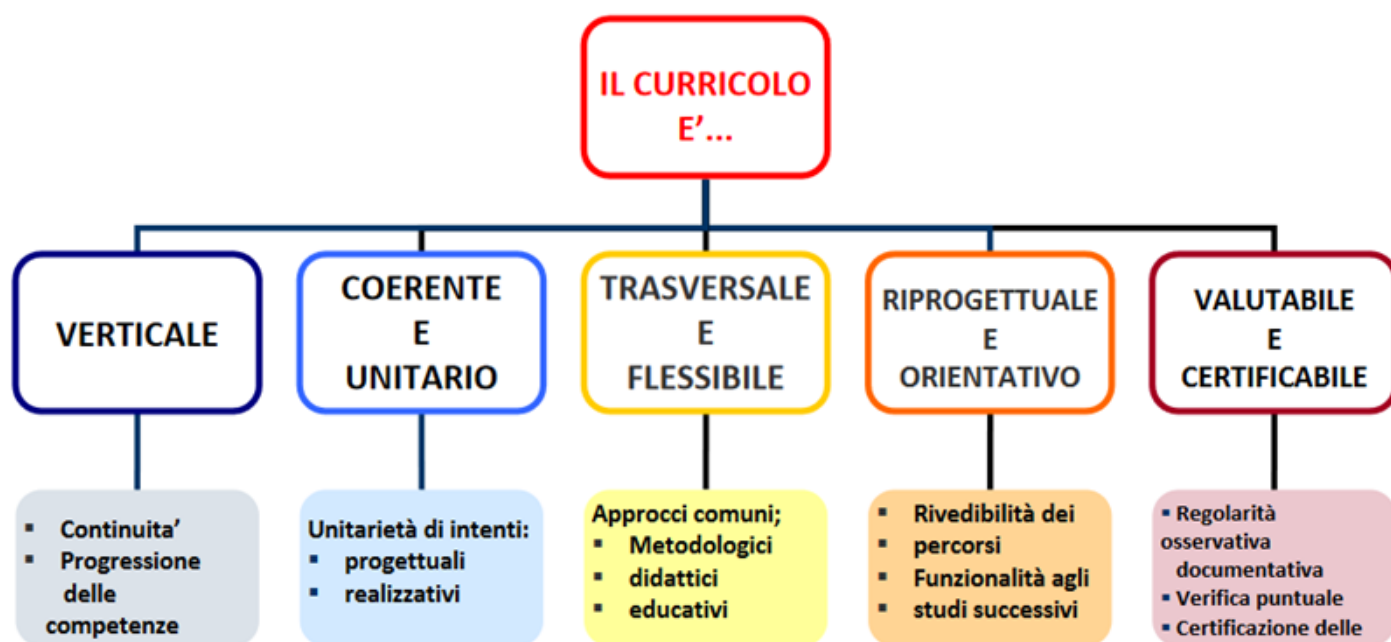 IL CURRICOLO
E’...
VERTICALE
COERENTE
E
UNITARIO
TRASVERSALE
E
FLESSIBILE
RIPROGETTUALE
E
ORIENTATIVO
VALUTABILE
E
CERTIFICABILE
▪ Continuita’
▪ Progressione
delle
competenze
Unitarietà di intenti:
▪ progettuali
▪ realizzativi
Approcci comuni;
▪ Metodologici
▪ didattici
▪ educativi
▪ Rivedibilità dei
▪ percorsi
▪ Funzionalità agli
▪ studi successivi
▪ Regolarità
osservativa
documentativa
▪ Verifica puntuale
▪ Certificazione delle